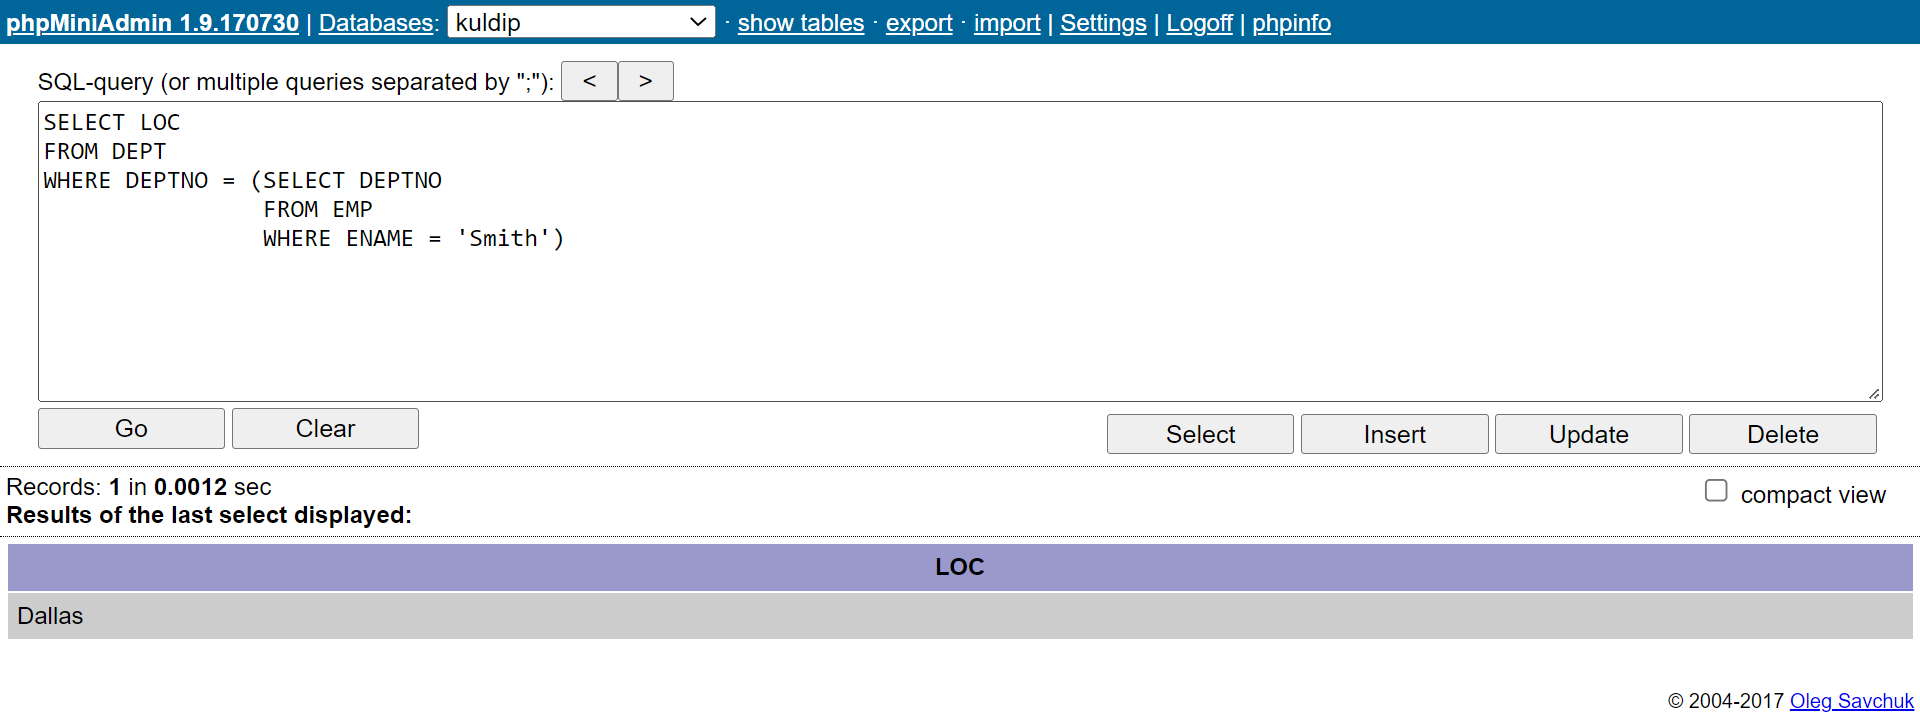 phpMiniAdmin 1.9.170730 | Databases: kuldip · show tables · export · import | Settings | Logoff | phpinfo
SQL-query (or multiple queries separated by ";"): < >
SELECT LOC
FROM DEPT
WHERE DEPTNO = (SELECT DEPTNO
FROM EMP
WHERE ENAME = 'Smith')
Go Clear Select Insert Update Delete
Records: 1 in 0.0012 sec compact view
Results of the last select displayed:
LOC
Dallas
© 2004-2017 Oleg Savchuk